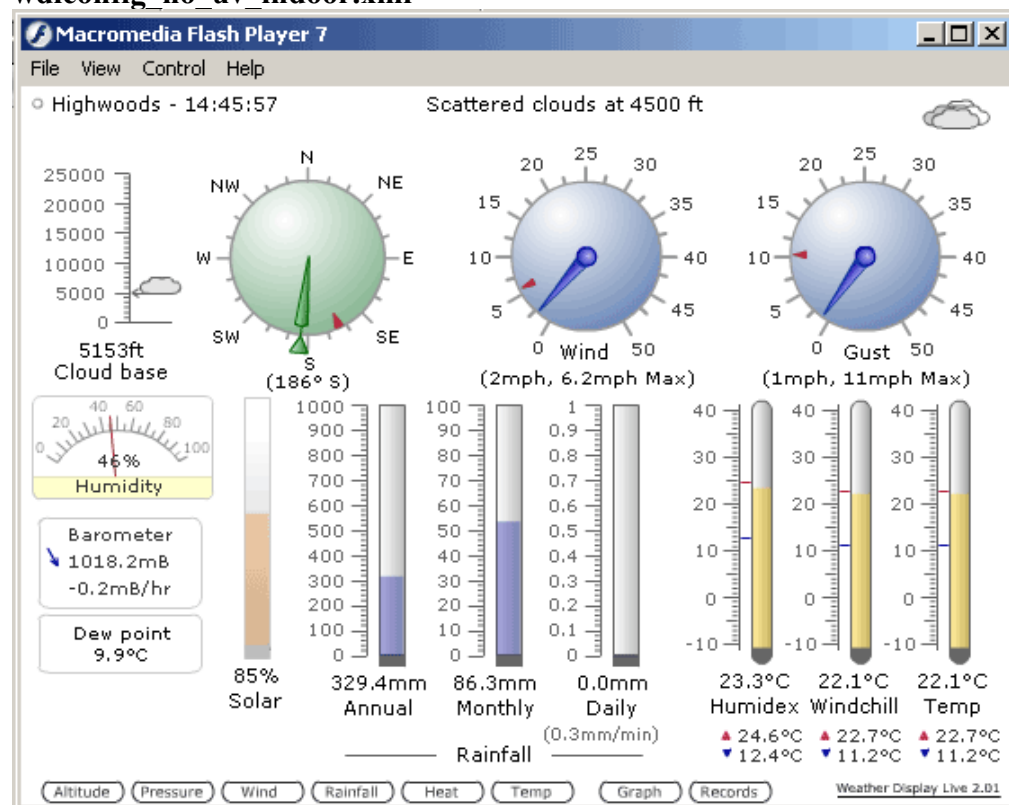 wdlconfig_no_uv_indoor.xml
Macromedia Flash Player 7
File View Control Help
Highwoods - 14:45:57 Scattered clouds at 4500 ft
25000
20000
15000
10000
5000
0
5153ft
Cloud base
N
NE
E
SE
S
SW
W
NW
(186° S)
0
5
10
15
20
25
30
35
40
45
50
Wind
(2mph, 6.2mph Max)
0
5
10
15
20
25
30
35
40
45
50
Gust
(1mph, 11mph Max)
0 20 40 60 80 100
46%
Humidity
Barometer
1018.2mB
-0.2mB/hr
Dew point
9.9°C
85%
Solar
1000
900
800
700
600
500
400
300
200
100
0
329.4mm
Annual
100
90
80
70
60
50
40
30
20
10
0
86.3mm
Monthly
1
0.9
0.8
0.7
0.6
0.5
0.4
0.3
0.2
0.1
0
0.0mm
Daily
(0.3mm/min)
Rainfall
40
30
20
10
0
-10
23.3°C
Humidex
24.6°C
12.4°C
40
30
20
10
0
-10
22.1°C
Windchill
22.7°C
11.2°C
40
30
20
10
0
-10
22.1°C
Temp
22.7°C
11.2°C
Altitude Pressure Wind Rainfall Heat Temp Graph Records Weather Display Live 2.01